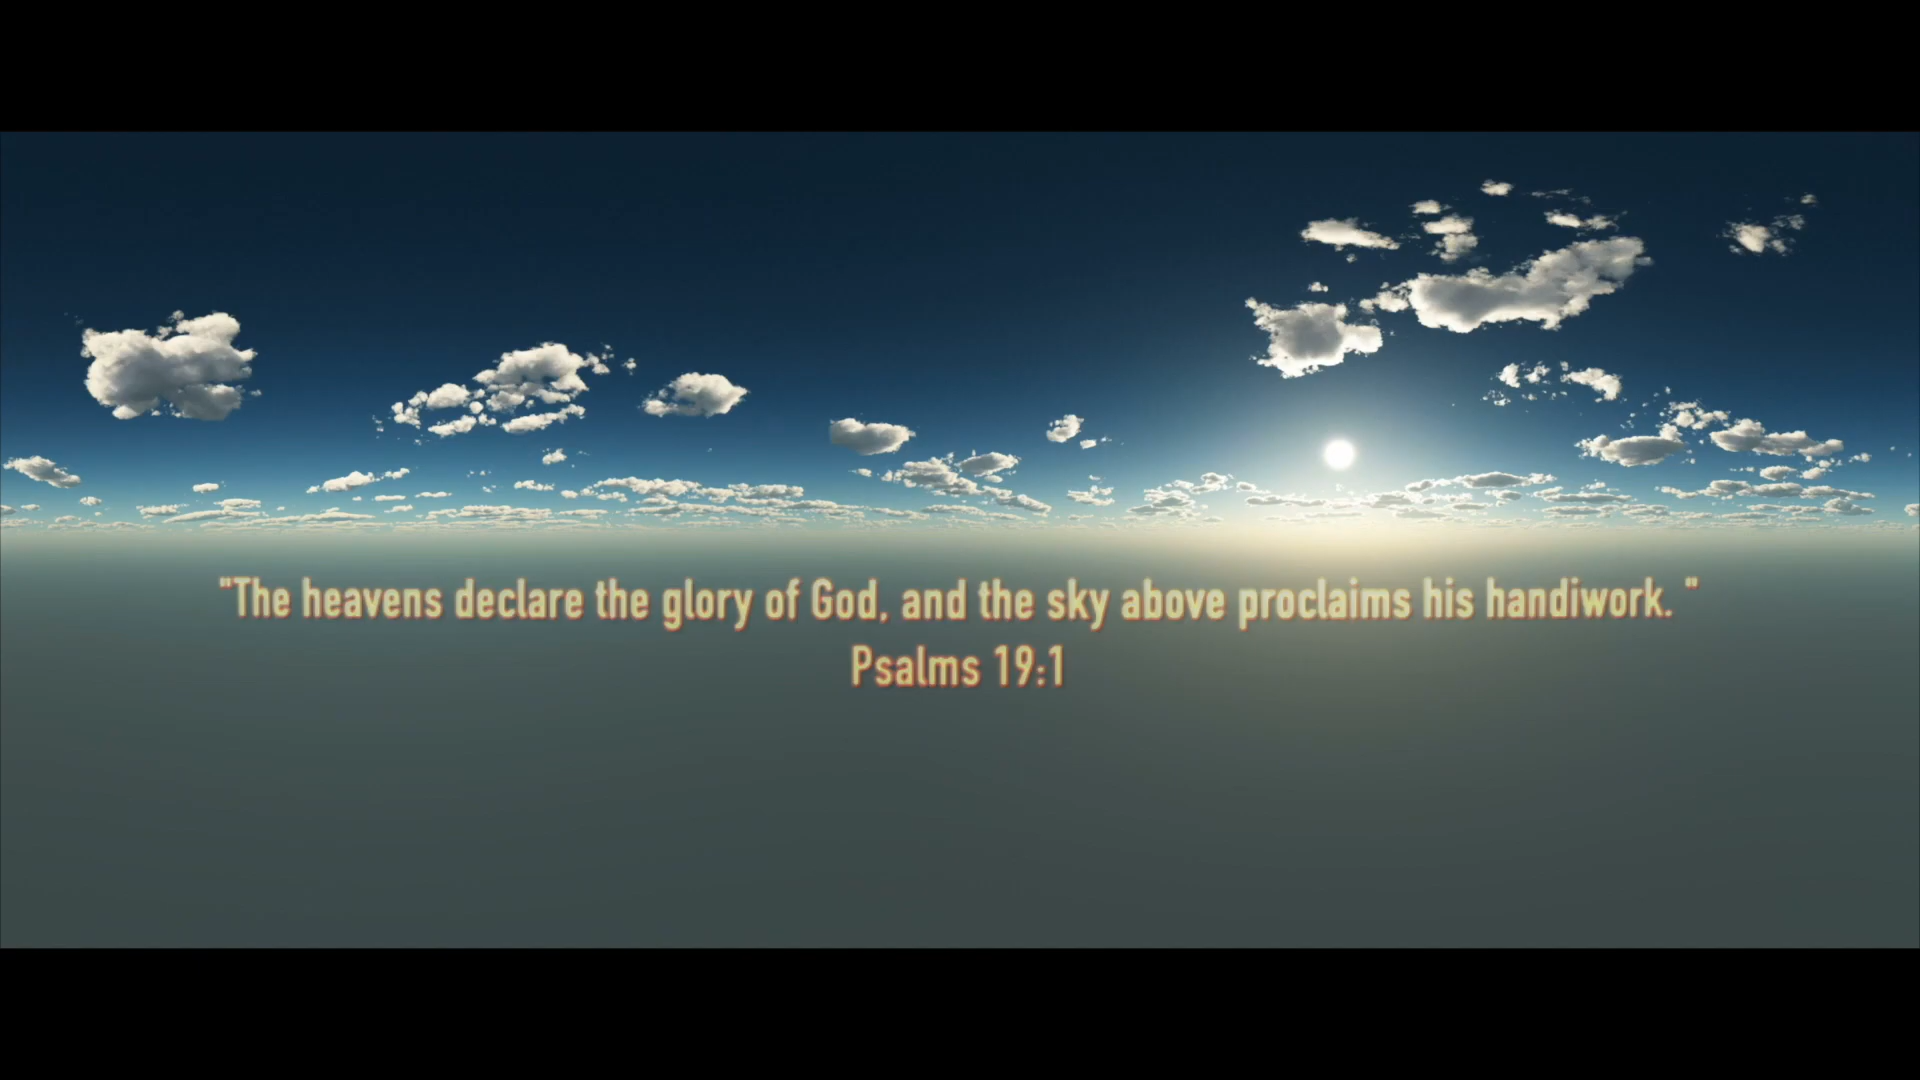 "The heavens declare the glory of God, and the sky above proclaims his handiwork. "
Psalms 19:1